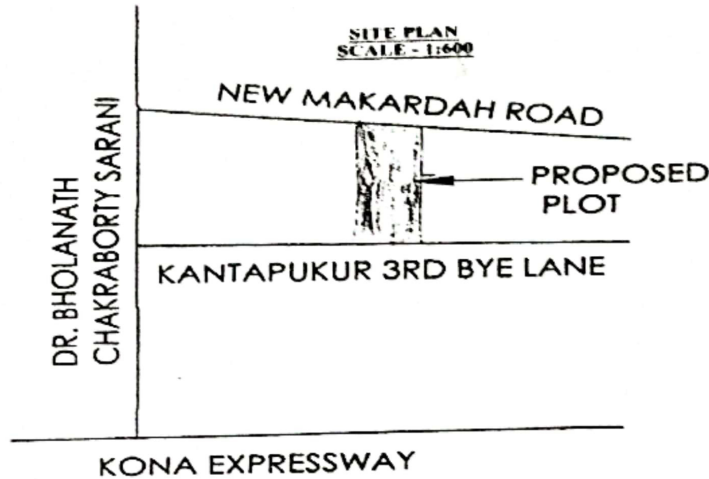 SITE PLAN
SCALE - 1:600
NEW MAKARDAH ROAD
DR. BHOLANATH
CHAKRABORTY SARANI
PROPOSED
PLOT
KANTAPUKUR 3RD BYE LANE
KONA EXPRESSWAY